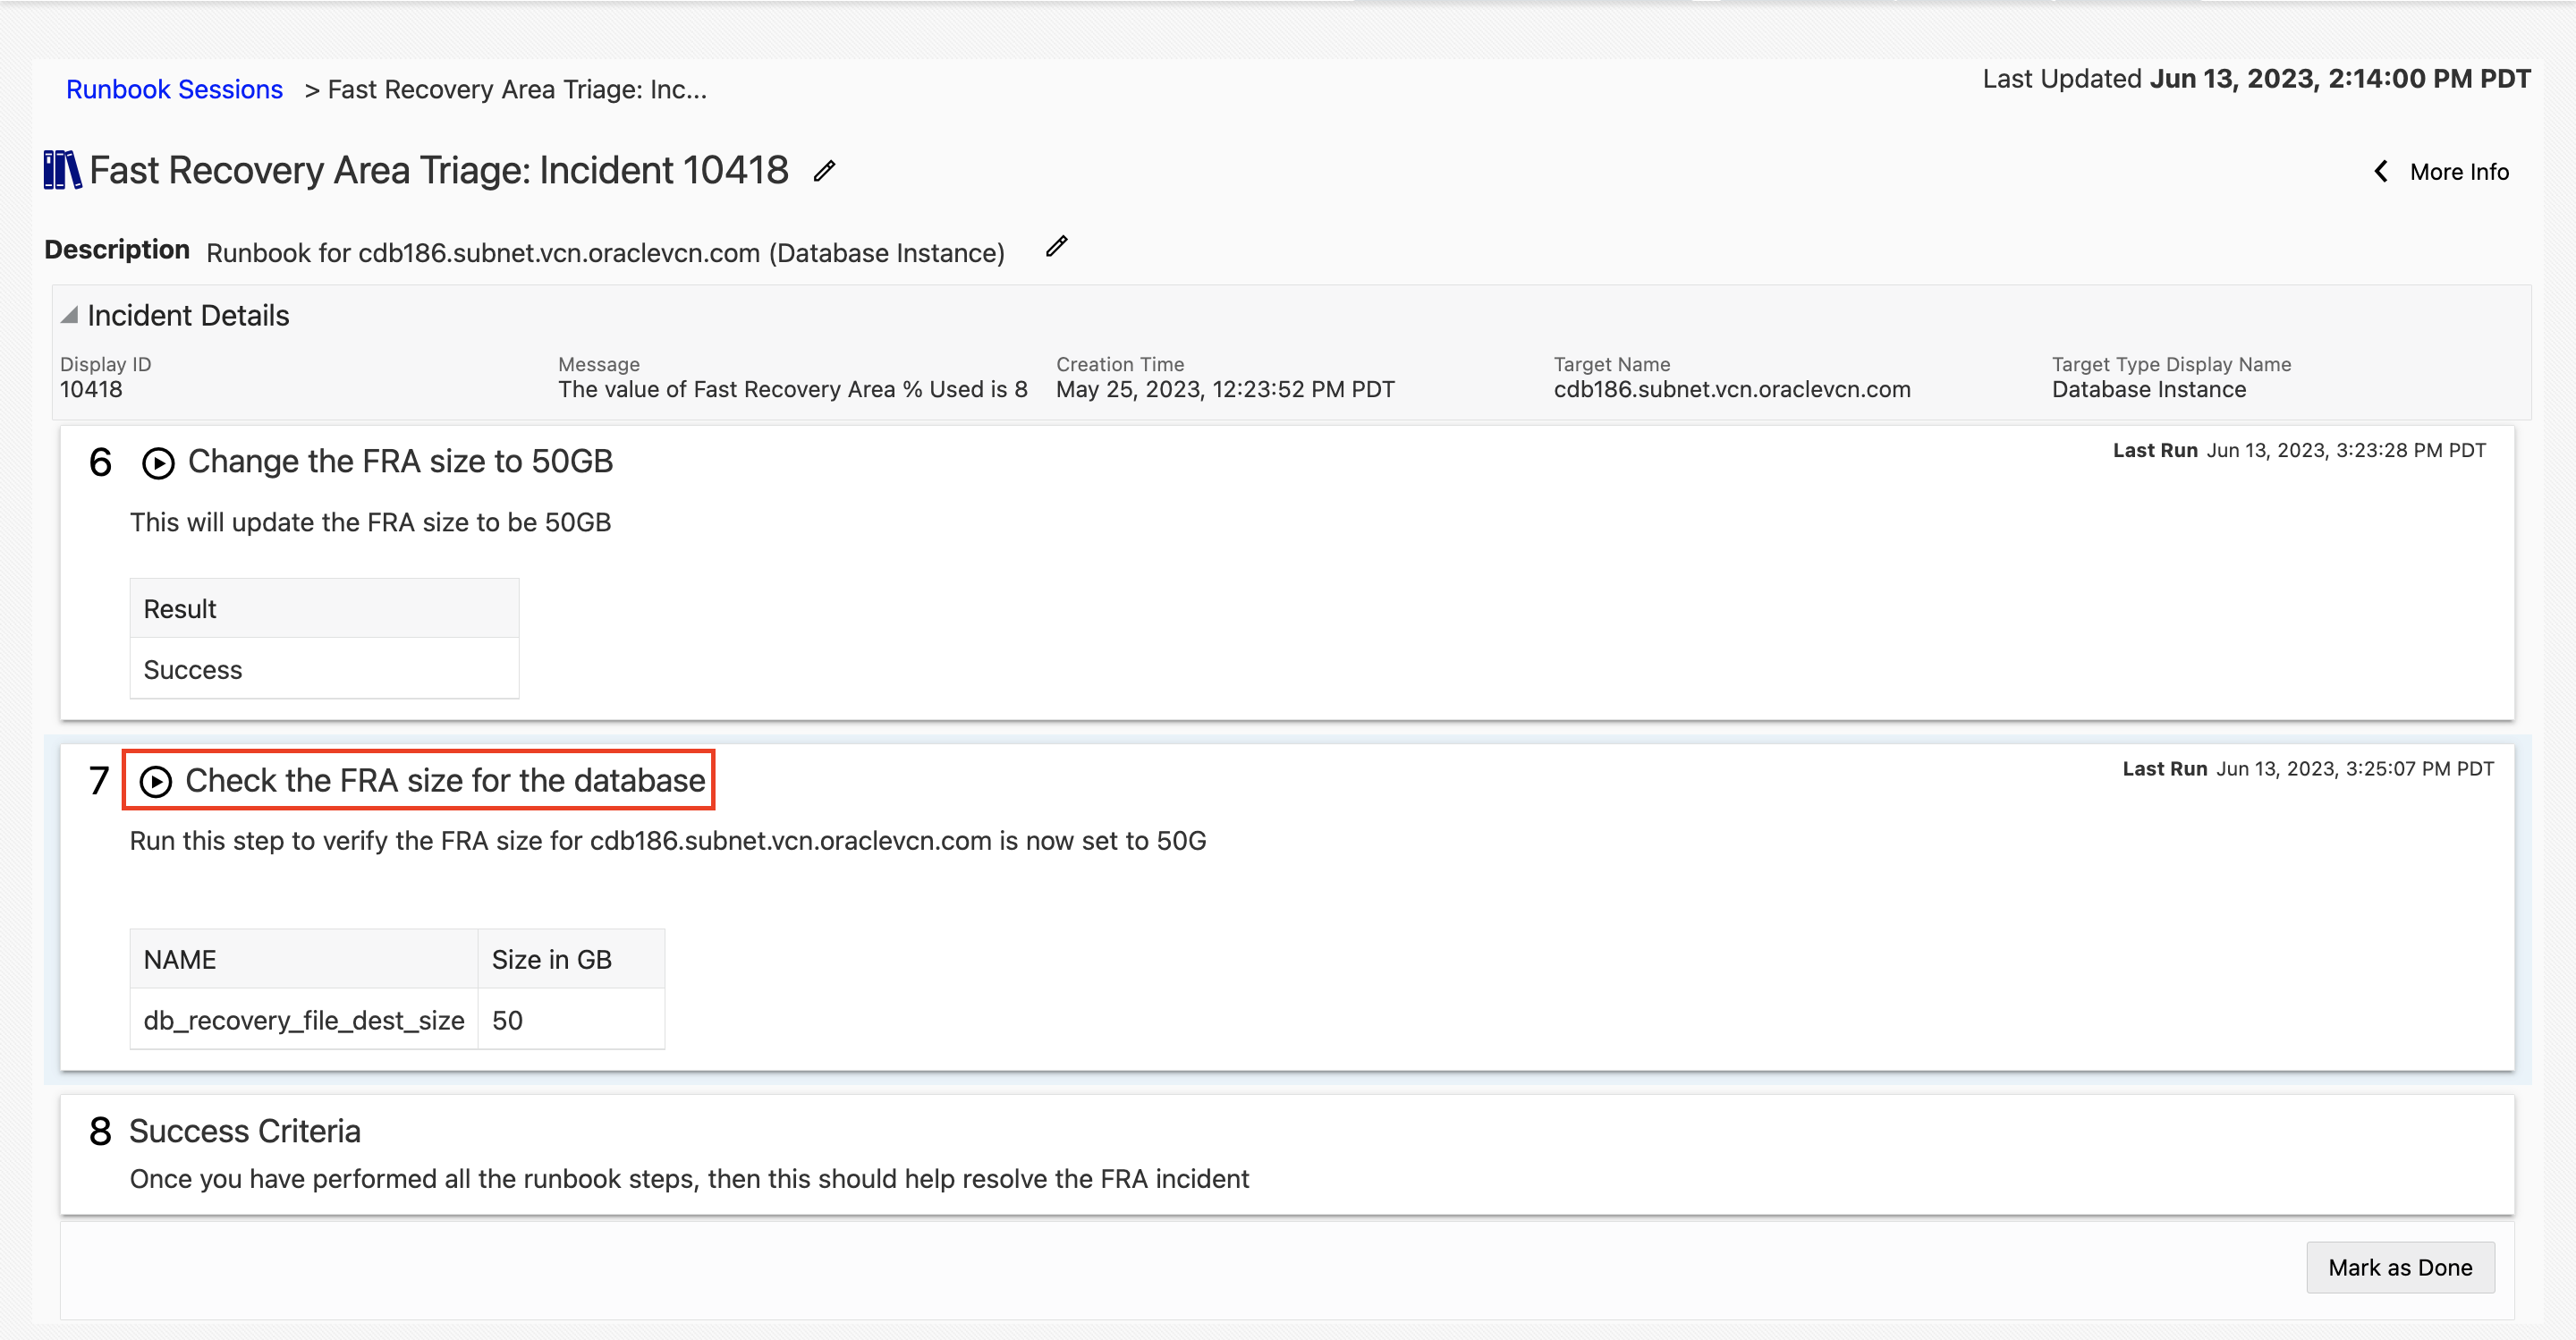 Runbook Sessions > Fast Recovery Area Triage: Inc...
Last Updated Jun 13, 2023, 2:14:00 PM PDT
Fast Recovery Area Triage: Incident 10418
More Info
Description Runbook for cdb186.subnet.vcn.oraclevcn.com (Database Instance)
Incident Details
Display ID
10418
Message
The value of Fast Recovery Area % Used is 8
Creation Time
May 25, 2023, 12:23:52 PM PDT
Target Name
cdb186.subnet.vcn.oraclevcn.com
Target Type Display Name
Database Instance
6 Change the FRA size to 50GB
Last Run Jun 13, 2023, 3:23:28 PM PDT
This will update the FRA size to be 50GB
Result
Success
7 Check the FRA size for the database
Last Run Jun 13, 2023, 3:25:07 PM PDT
Run this step to verify the FRA size for cdb186.subnet.vcn.oraclevcn.com is now set to 50G
NAME Size in GB
db_recovery_file_dest_size 50
8 Success Criteria
Once you have performed all the runbook steps, then this should help resolve the FRA incident
Mark as Done